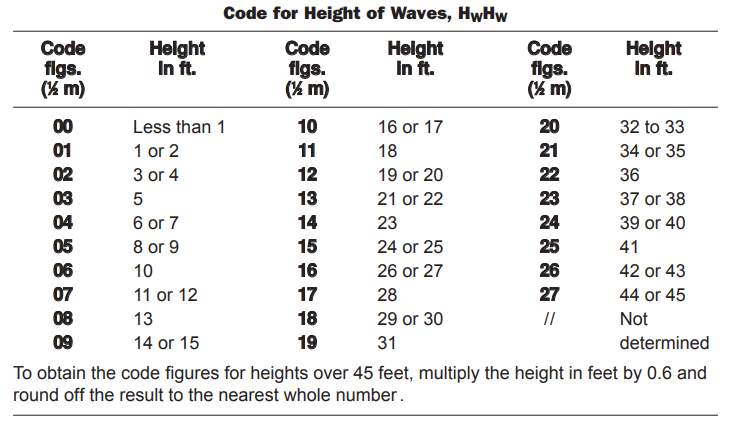 Code for Height of Waves, HwHw
Code Height Code Height Code Height
figs. in ft. figs. in ft. figs. in ft.
(½ m) (½ m) (½ m)
00 Less than 1 10 16 or 17 20 32 to 33
01 1 or 2 11 18 21 34 or 35
02 3 or 4 12 19 or 20 22 36
03 5 13 21 or 22 23 37 or 38
04 6 or 7 14 23 24 39 or 40
05 8 or 9 15 24 or 25 25 41
06 10 16 26 or 27 26 42 or 43
07 11 or 12 17 28 27 44 or 45
08 13 18 29 or 30 // Not
09 14 or 15 19 31 determined
To obtain the code figures for heights over 45 feet, multiply the height in feet by 0.6 and
round off the result to the nearest whole number.